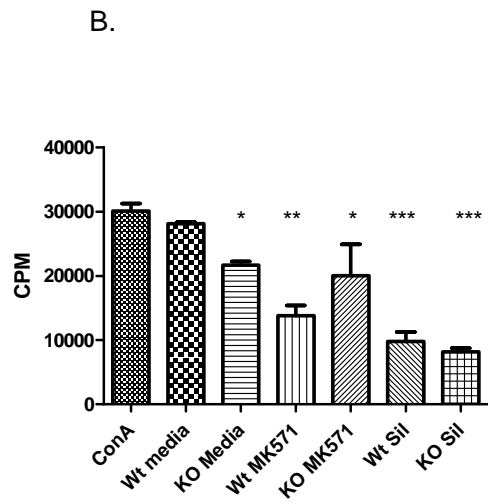 B.
40000
30000
20000
10000
0
CPM
* ** * *** ***
ConA
Wt media
KO Media
Wt MK571
KO MK571
Wt Sil
KO Sil